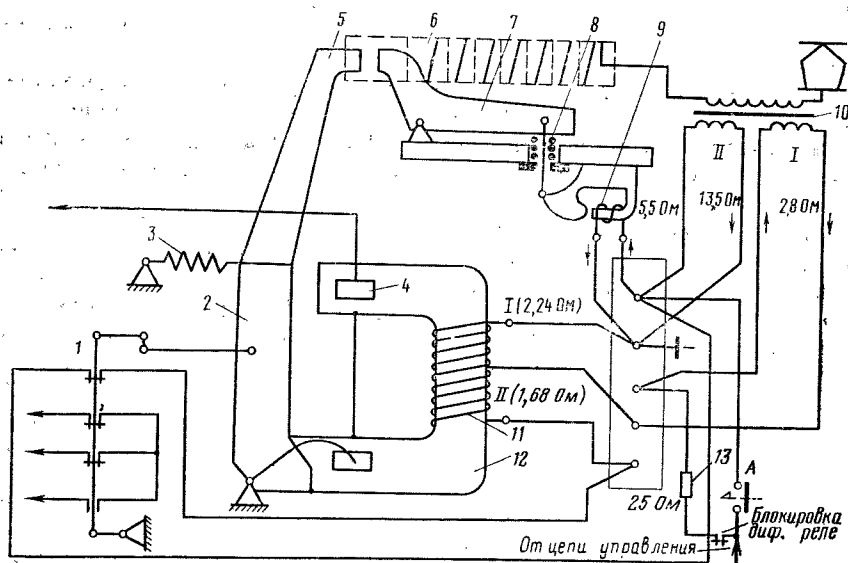 5 6 7 8 9
10
II I
5,5 Ом 13,5 Ом 2,8 Ом
3
4
2
I (2,24 Ом)
1
II (1,68 Ом)
11
12
13
25 Ом
А
Блокировка
диф. реле
От цепи управления